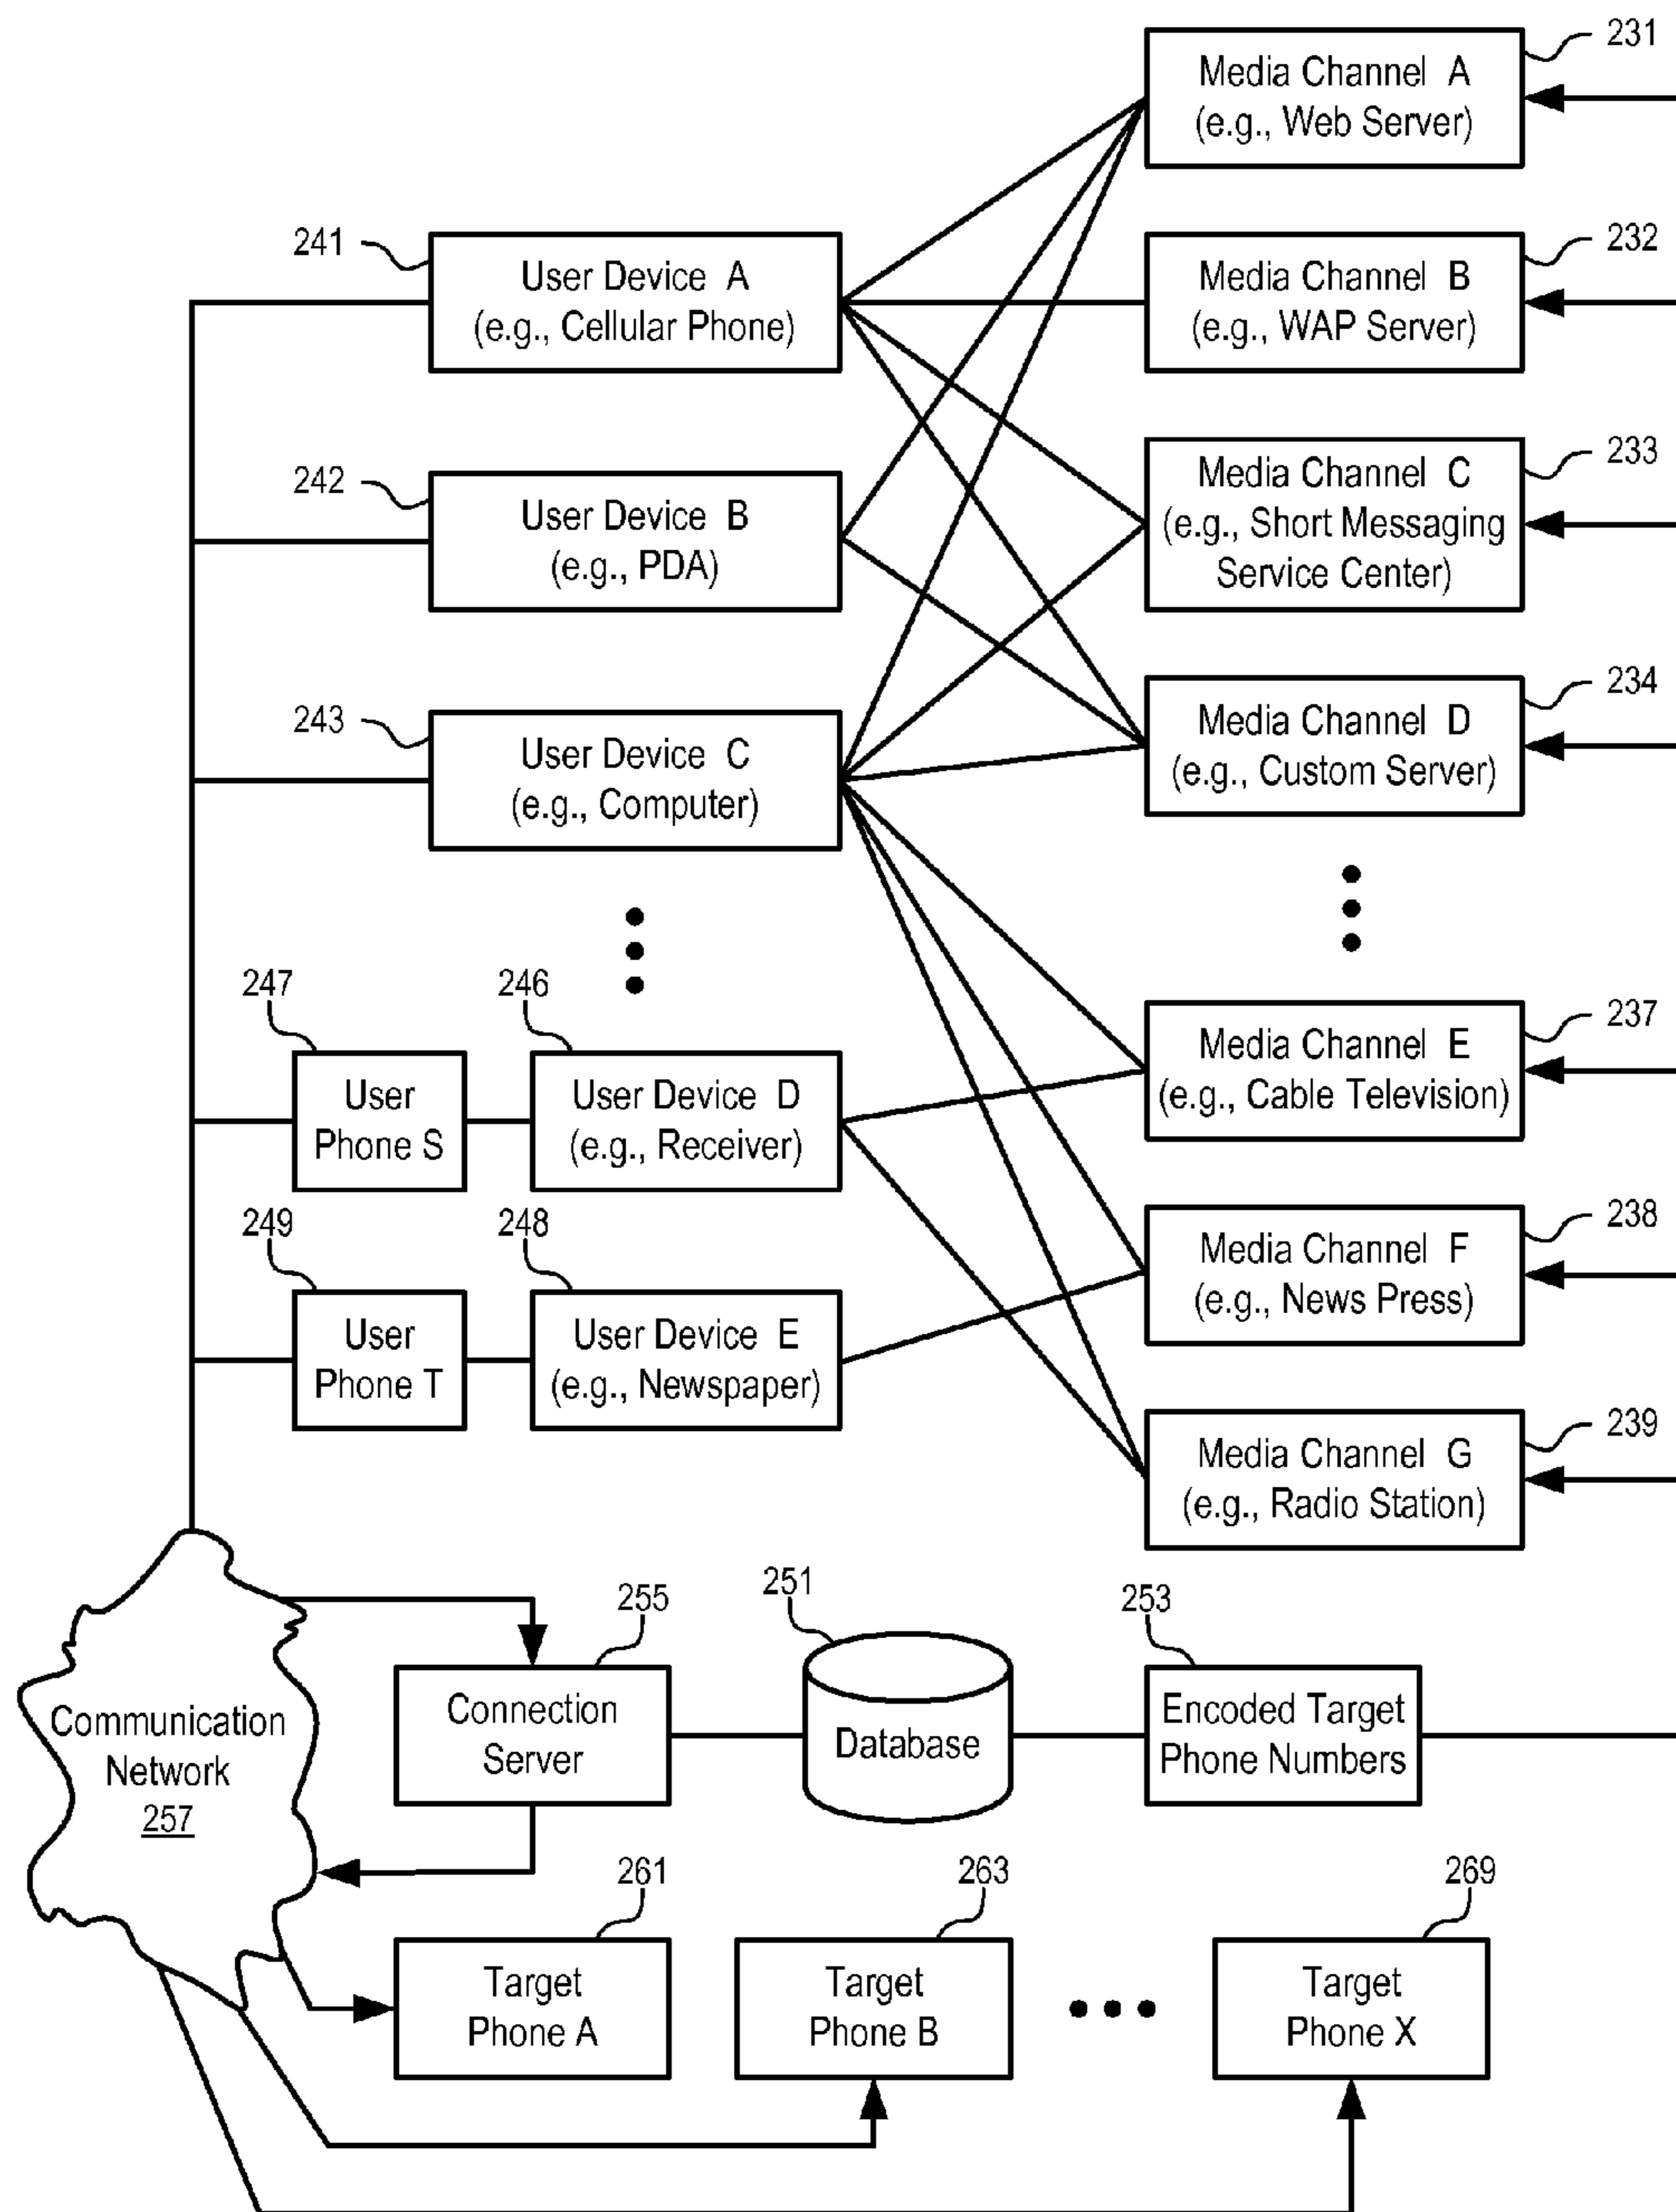 231
Media Channel A
(e.g., Web Server)
241
User Device A
(e.g., Cellular Phone)
232
Media Channel B
(e.g., WAP Server)
233
Media Channel C
(e.g., Short Messaging
Service Center)
242
User Device B
(e.g., PDA)
234
Media Channel D
(e.g., Custom Server)
243
User Device C
(e.g., Computer)
247
User
Phone S
246
User Device D
(e.g., Receiver)
237
Media Channel E
(e.g., Cable Television)
249
User
Phone T
248
User Device E
(e.g., Newspaper)
238
Media Channel F
(e.g., News Press)
239
Media Channel G
(e.g., Radio Station)
Communication
Network
257
255
Connection
Server
251
Database
253
Encoded Target
Phone Numbers
261
Target
Phone A
263
Target
Phone B
269
Target
Phone X